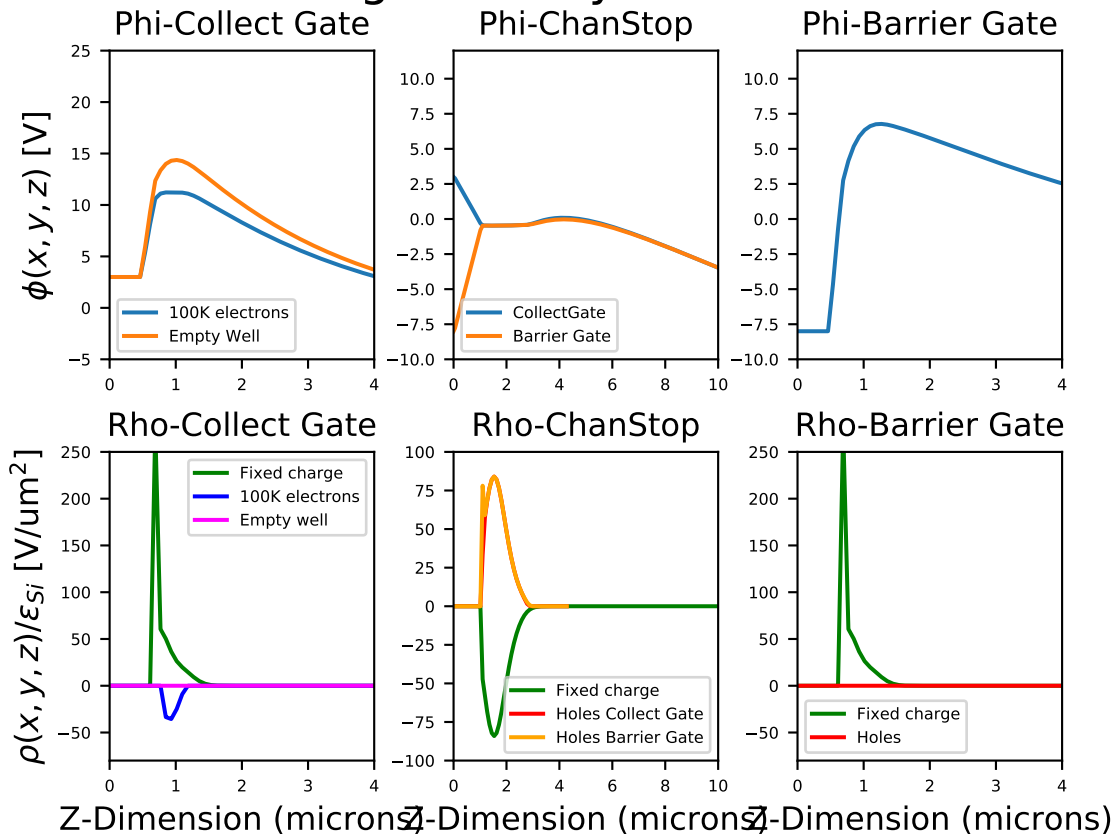 Phi-Collect Gate
Phi-ChanStop
Phi-Barrier Gate
ϕ(x, y, z) [V]
25
20
15
10
5
0
−5
100K electrons
Empty Well
0 1 2 3 4
10.0
7.5
5.0
2.5
0.0
−2.5
−5.0
−7.5
−10.0
CollectGate
Barrier Gate
0 2 4 6 8 10
10.0
7.5
5.0
2.5
0.0
−2.5
−5.0
−7.5
−10.0
0 1 2 3 4
Rho-Collect Gate
Rho-ChanStop
Rho-Barrier Gate
ρ(x, y, z)/εSi [V/um²]
250
200
150
100
50
0
−50
Fixed charge
100K electrons
Empty well
0 1 2 3 4
Z-Dimension (microns)
100
75
50
25
0
−25
−50
−75
−100
Fixed charge
Holes Collect Gate
Holes Barrier Gate
0 2 4 6 8 10
Z-Dimension (microns)
250
200
150
100
50
0
−50
Fixed charge
Holes
0 1 2 3 4
Z-Dimension (microns)